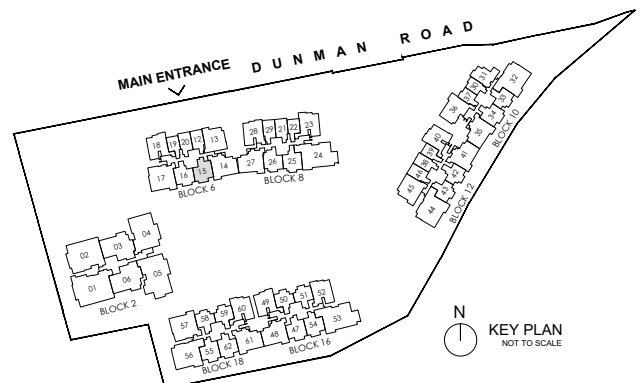 DUNMAN ROAD
MAIN ENTRANCE
18 19 20 12 13
28 29 21 22 23
17 16 15 14 27 26 25 24
BLOCK 6
BLOCK 8
32
31
30
37
33
36
34
35
BLOCK 10
40
39
38
41
46
42
45
43
44
BLOCK 12
04
03
02
05
06
01
BLOCK 2
57 58 59 60 49 50 51 52
56 55 62 61 48 47 54 53
BLOCK 18
BLOCK 16
N
KEY PLAN
NOT TO SCALE